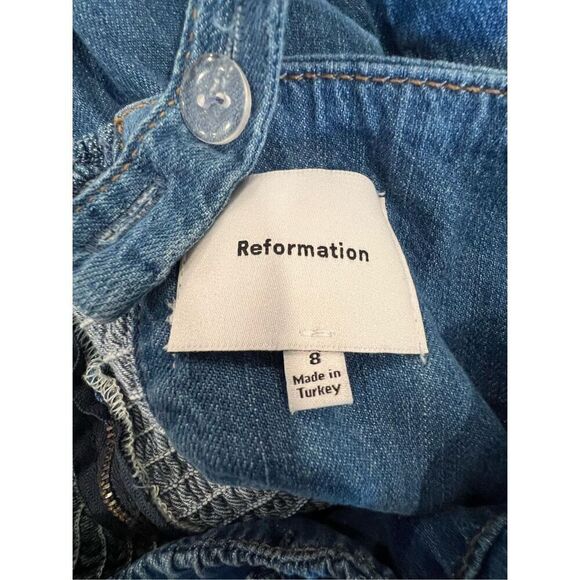 Reformation
8
Made in
Turkey